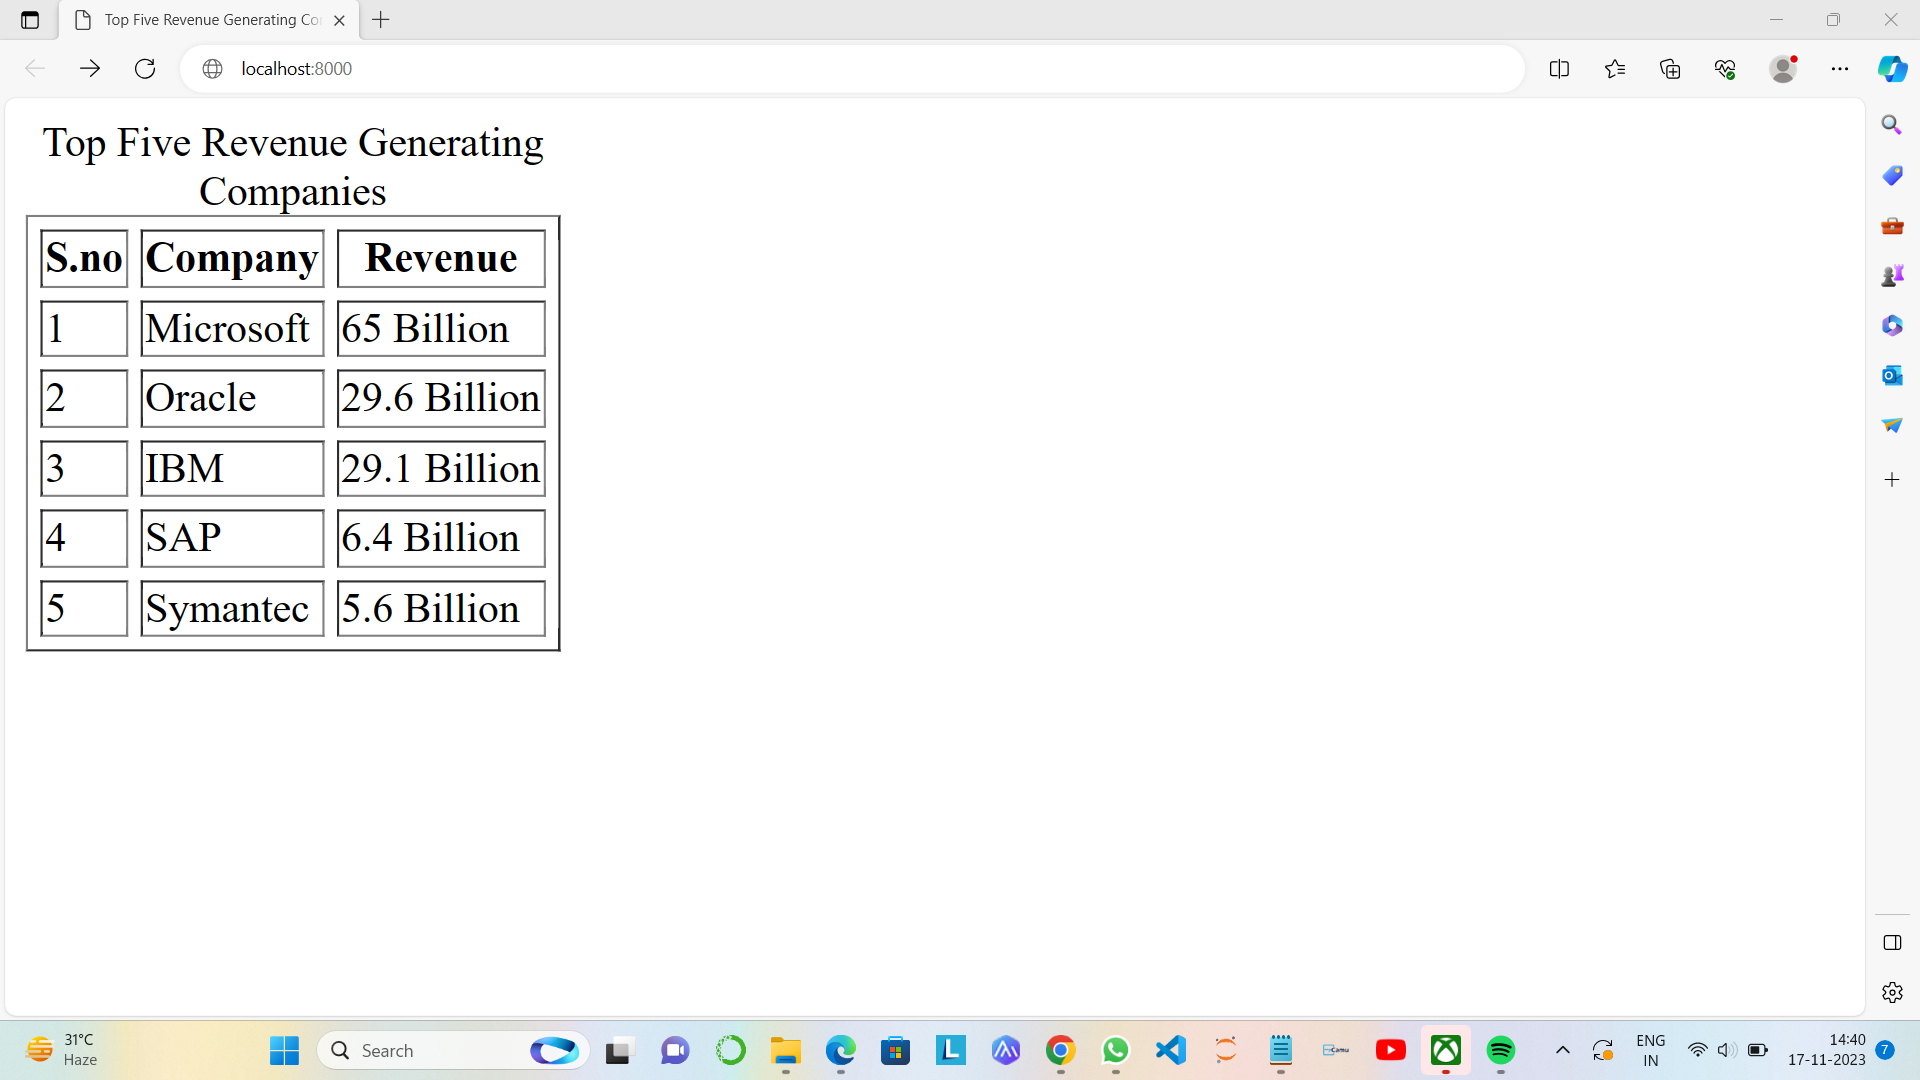 Top Five Revenue Generating Co
localhost:8000
Top Five Revenue Generating
Companies
S.no Company Revenue
1 Microsoft 65 Billion
2 Oracle 29.6 Billion
3 IBM 29.1 Billion
4 SAP 6.4 Billion
5 Symantec 5.6 Billion
31°C
Haze
Search
L
camu
ENG
IN
14:40
17-11-2023
7